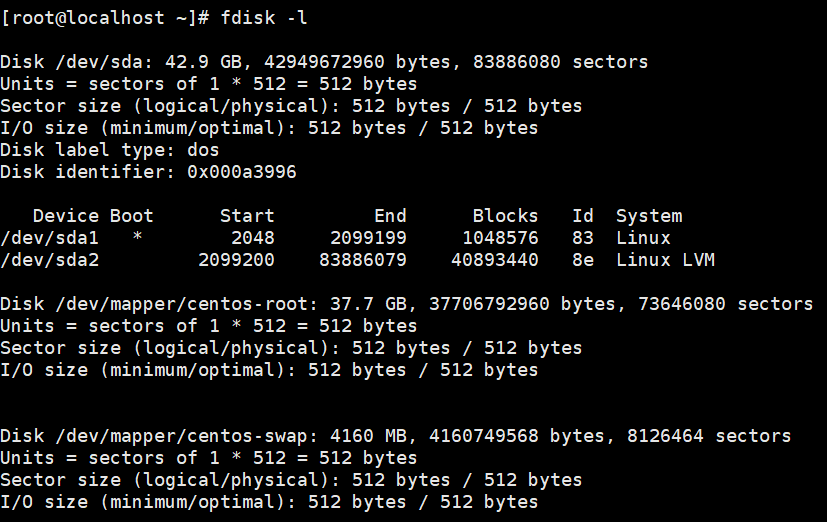 [root@localhost ~]# fdisk -l
Disk /dev/sda: 42.9 GB, 42949672960 bytes, 83886080 sectors
Units = sectors of 1 * 512 = 512 bytes
Sector size (logical/physical): 512 bytes / 512 bytes
I/O size (minimum/optimal): 512 bytes / 512 bytes
Disk label type: dos
Disk identifier: 0x000a3996
   Device Boot      Start         End      Blocks   Id  System
/dev/sda1   *        2048     2099199     1048576   83  Linux
/dev/sda2         2099200    83886079    40893440   8e  Linux LVM
Disk /dev/mapper/centos-root: 37.7 GB, 37706792960 bytes, 73646080 sectors
Units = sectors of 1 * 512 = 512 bytes
Sector size (logical/physical): 512 bytes / 512 bytes
I/O size (minimum/optimal): 512 bytes / 512 bytes
Disk /dev/mapper/centos-swap: 4160 MB, 4160749568 bytes, 8126464 sectors
Units = sectors of 1 * 512 = 512 bytes
Sector size (logical/physical): 512 bytes / 512 bytes
I/O size (minimum/optimal): 512 bytes / 512 bytes